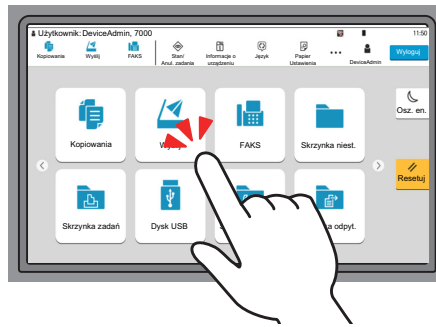 Użytkownik: DeviceAdmin, 7000 11:50
Kopiowania Wyślij FAKS Stan/ Informacje o Język Papier ... DeviceAdmin Wyloguj
Anul. zadania urządzeniu Ustawienia
Osz. en.
Kopiowania FAKS Skrzynka niest.
Resetuj
Skrzynka zadań Dysk USB odpyt.